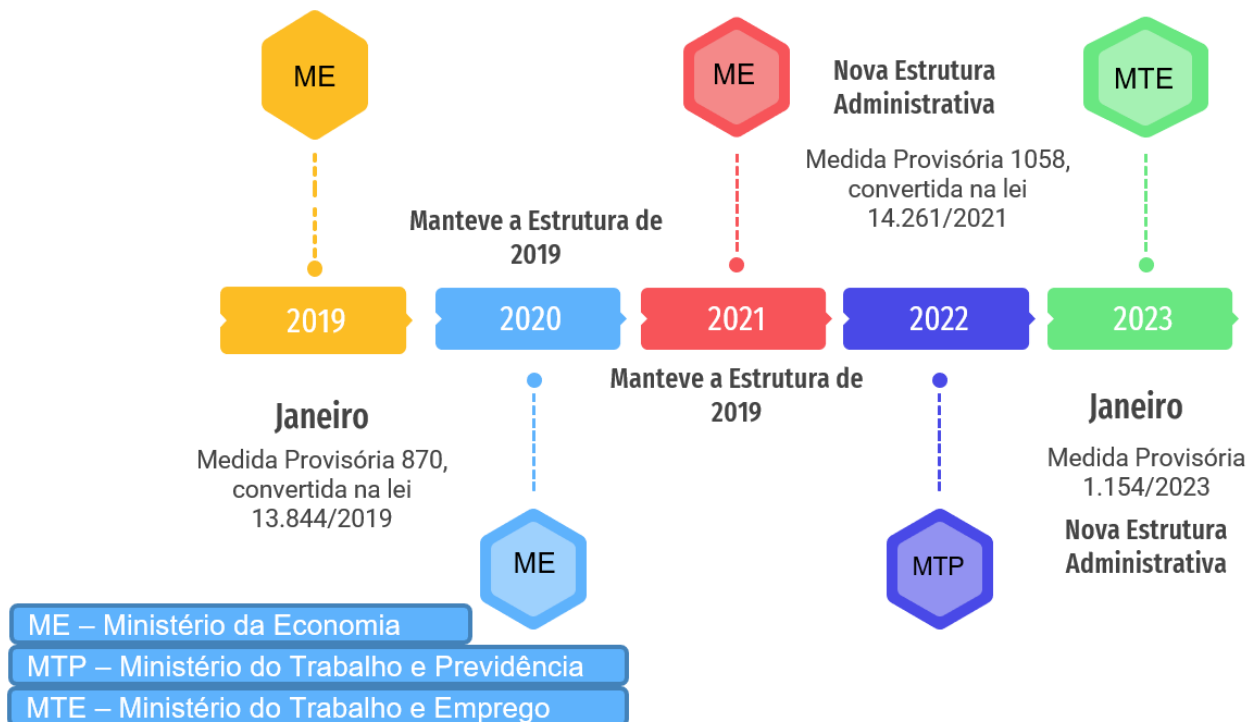 ME
ME
Nova Estrutura
Administrativa
MTE
Medida Provisória 1058,
convertida na lei
14.261/2021
Manteve a Estrutura de
2019
2019
2020
2021
2022
2023
Manteve a Estrutura de
2019
Janeiro
Medida Provisória 870,
convertida na lei
13.844/2019
Janeiro
Medida Provisória
1.154/2023
Nova Estrutura
Administrativa
ME
MTP
ME – Ministério da Economia
MTP – Ministério do Trabalho e Previdência
MTE – Ministério do Trabalho e Emprego